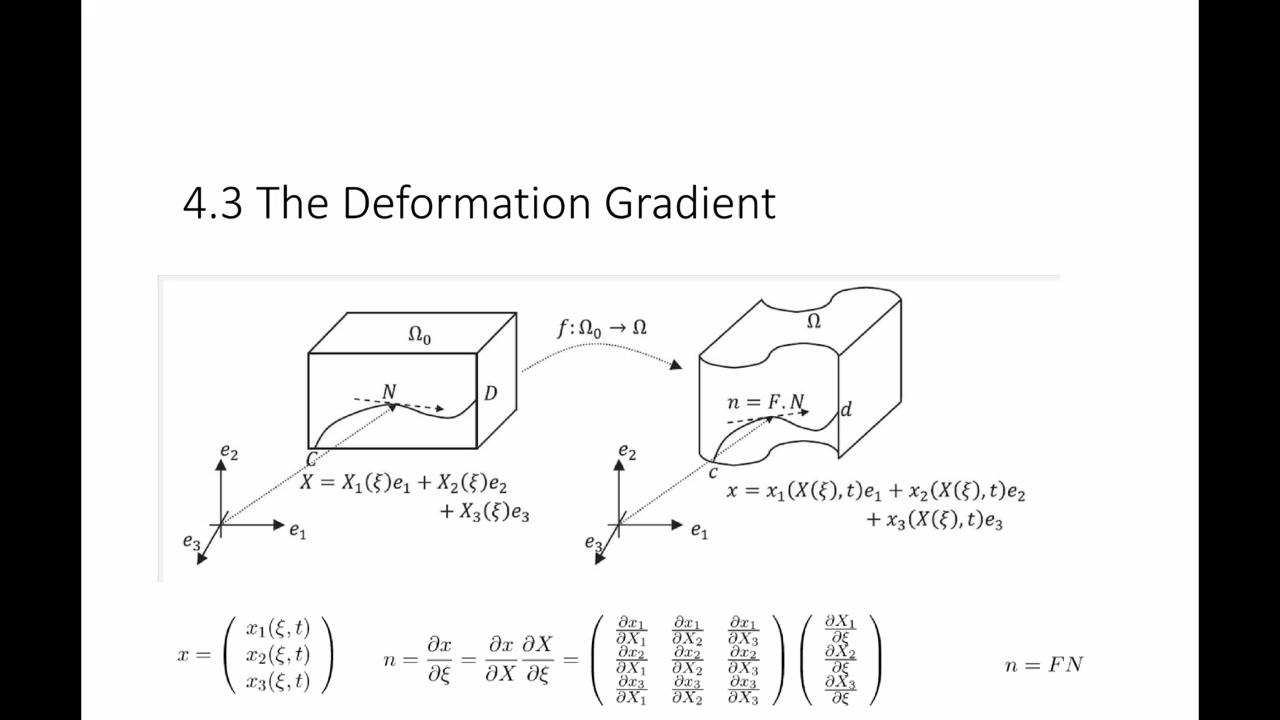 4.3 The Deformation Gradient
Ω₀
f: Ω₀ → Ω
Ω
N
D
n = F.N
d
C
c
e₂
e₁
e₃
X = X₁(ξ)e₁ + X₂(ξ)e₂
+ X₃(ξ)e₃
e₂
e₁
e₃
x = x₁(X(ξ), t)e₁ + x₂(X(ξ), t)e₂
+ x₃(X(ξ), t)e₃
x = ( x₁(ξ, t)
x₂(ξ, t)
x₃(ξ, t) )
n = ∂x/∂ξ = ∂x/∂X ∂X/∂ξ =
( ∂x₁/∂X₁ ∂x₁/∂X₂ ∂x₁/∂X₃
∂x₂/∂X₁ ∂x₂/∂X₂ ∂x₂/∂X₃
∂x₃/∂X₁ ∂x₃/∂X₂ ∂x₃/∂X₃ )
( ∂X₁/∂ξ
∂X₂/∂ξ
∂X₃/∂ξ )
n = FN